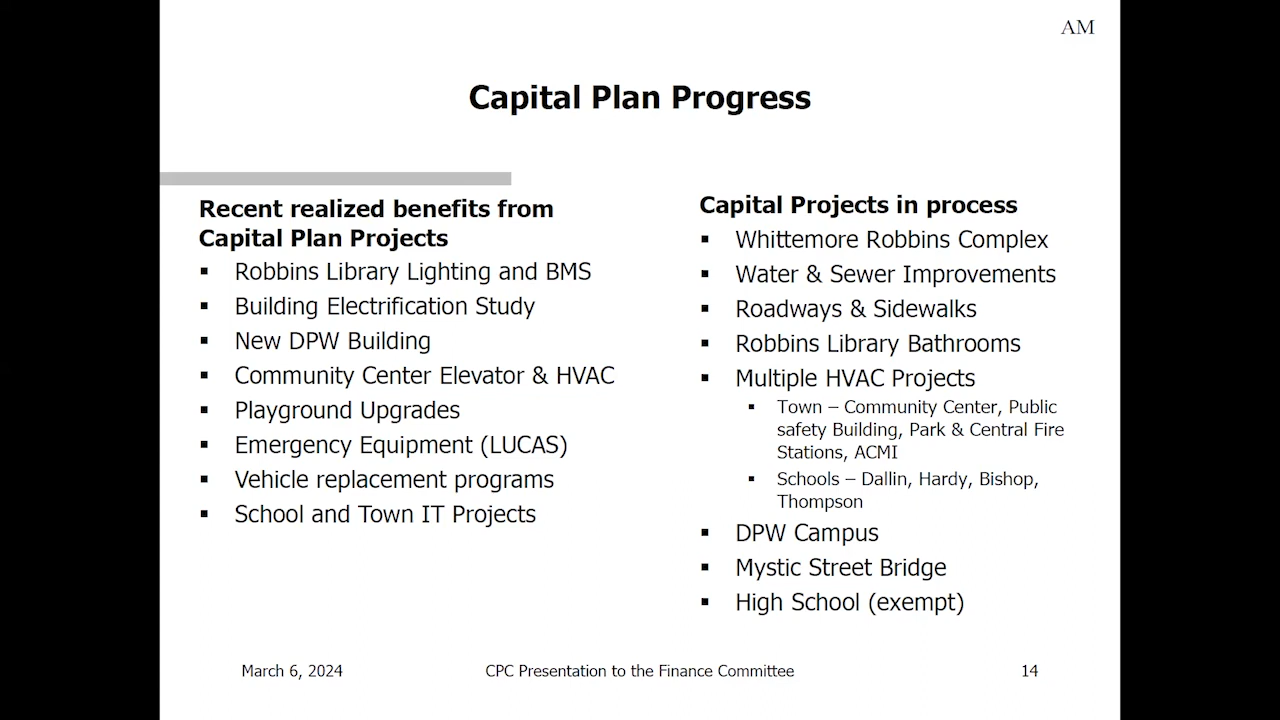 AM
Capital Plan Progress
Recent realized benefits from
Capital Plan Projects
▪ Robbins Library Lighting and BMS
▪ Building Electrification Study
▪ New DPW Building
▪ Community Center Elevator & HVAC
▪ Playground Upgrades
▪ Emergency Equipment (LUCAS)
▪ Vehicle replacement programs
▪ School and Town IT Projects
Capital Projects in process
▪ Whittemore Robbins Complex
▪ Water & Sewer Improvements
▪ Roadways & Sidewalks
▪ Robbins Library Bathrooms
▪ Multiple HVAC Projects
▪ Town – Community Center, Public
safety Building, Park & Central Fire
Stations, ACMI
▪ Schools – Dallin, Hardy, Bishop,
Thompson
▪ DPW Campus
▪ Mystic Street Bridge
▪ High School (exempt)
March 6, 2024
CPC Presentation to the Finance Committee
14